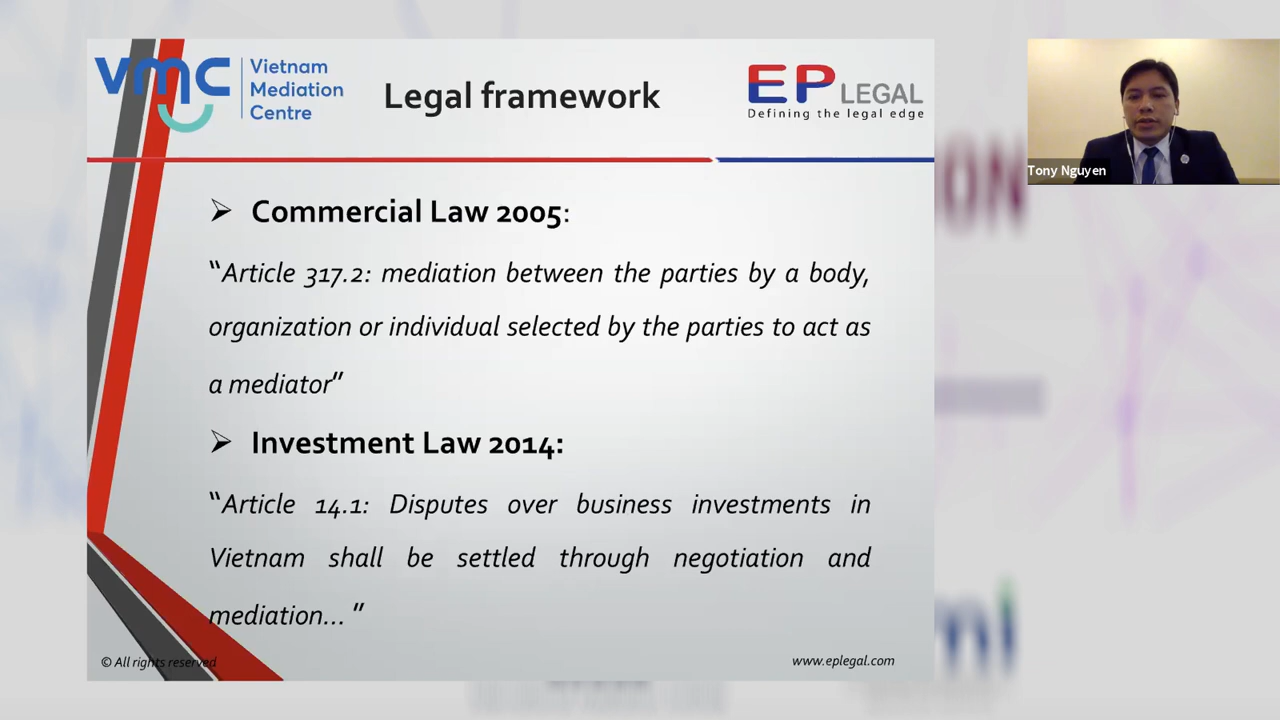 vmc
Vietnam
Mediation
Centre
Legal framework
EP LEGAL
Defining the legal edge
Tony Nguyen
ON
➢ Commercial Law 2005:
“Article 317.2: mediation between the parties by a body,
organization or individual selected by the parties to act as
a mediator”
➢ Investment Law 2014:
“Article 14.1: Disputes over business investments in
Vietnam shall be settled through negotiation and
mediation... ”
© All rights reserved
www.eplegal.com